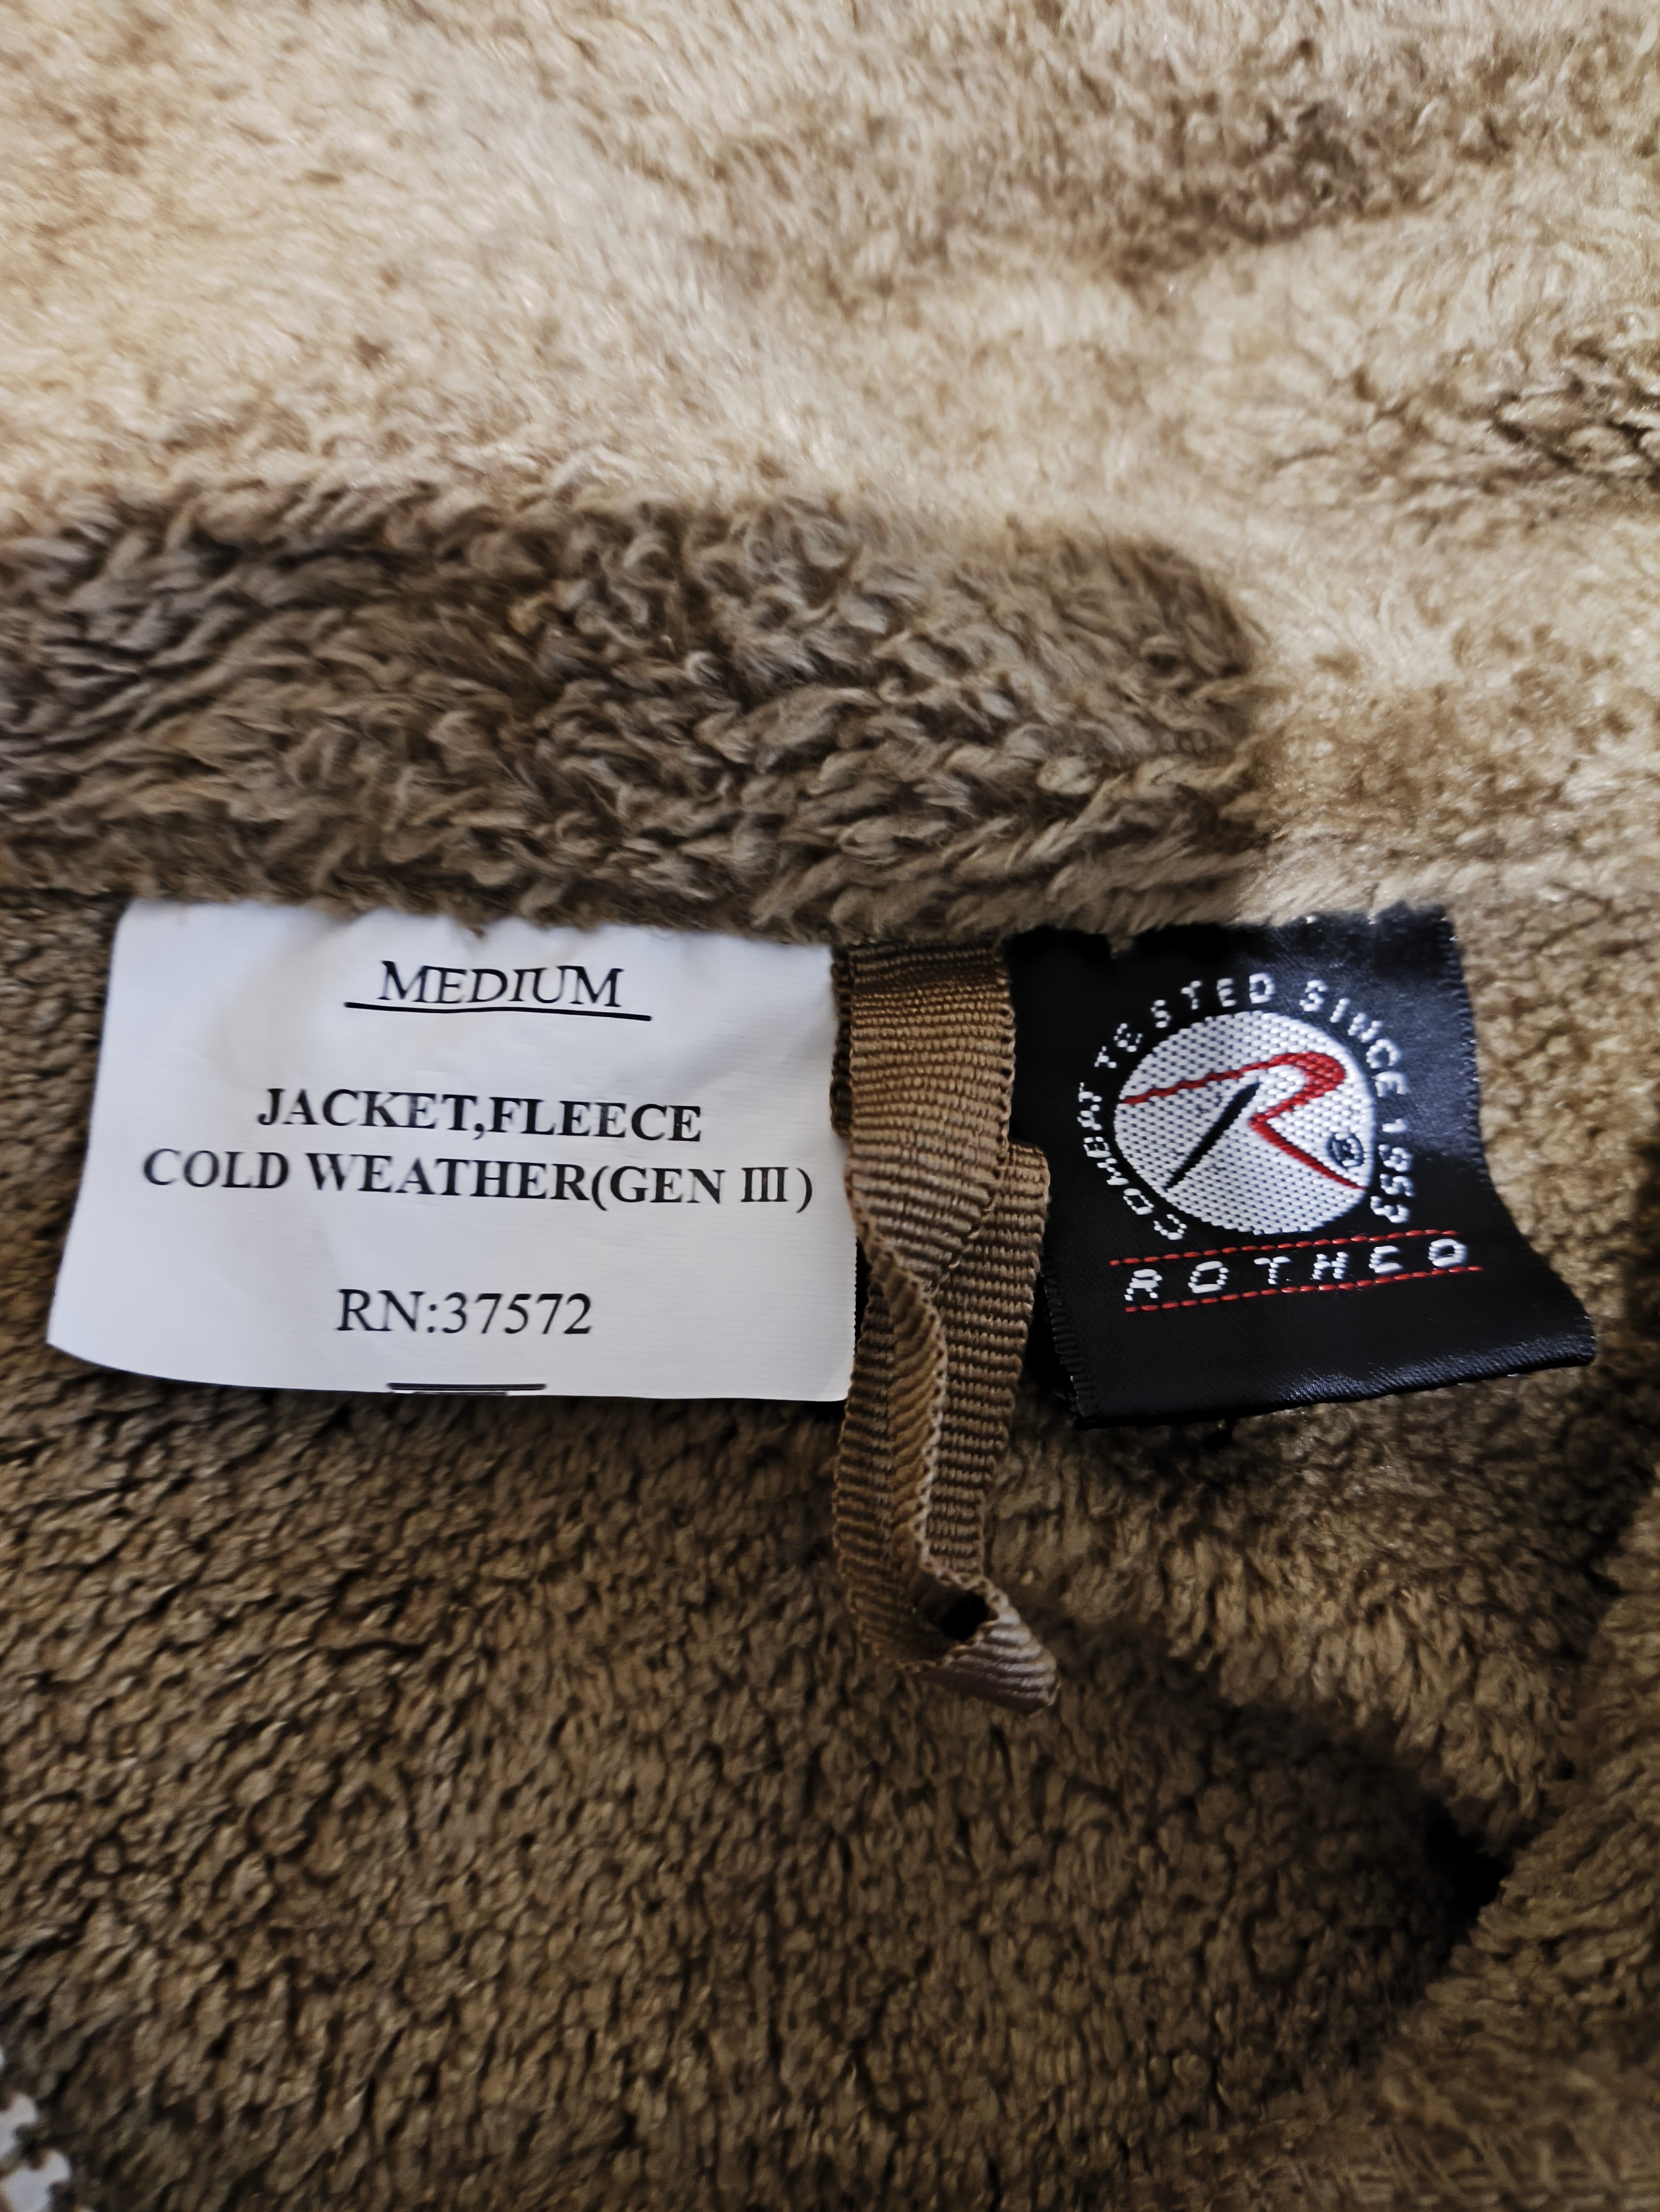 MEDIUM
JACKET,FLEECE
COLD WEATHER(GEN III)
RN:37572
COMBAT TESTED SINCE 1953
R
ROTHCO